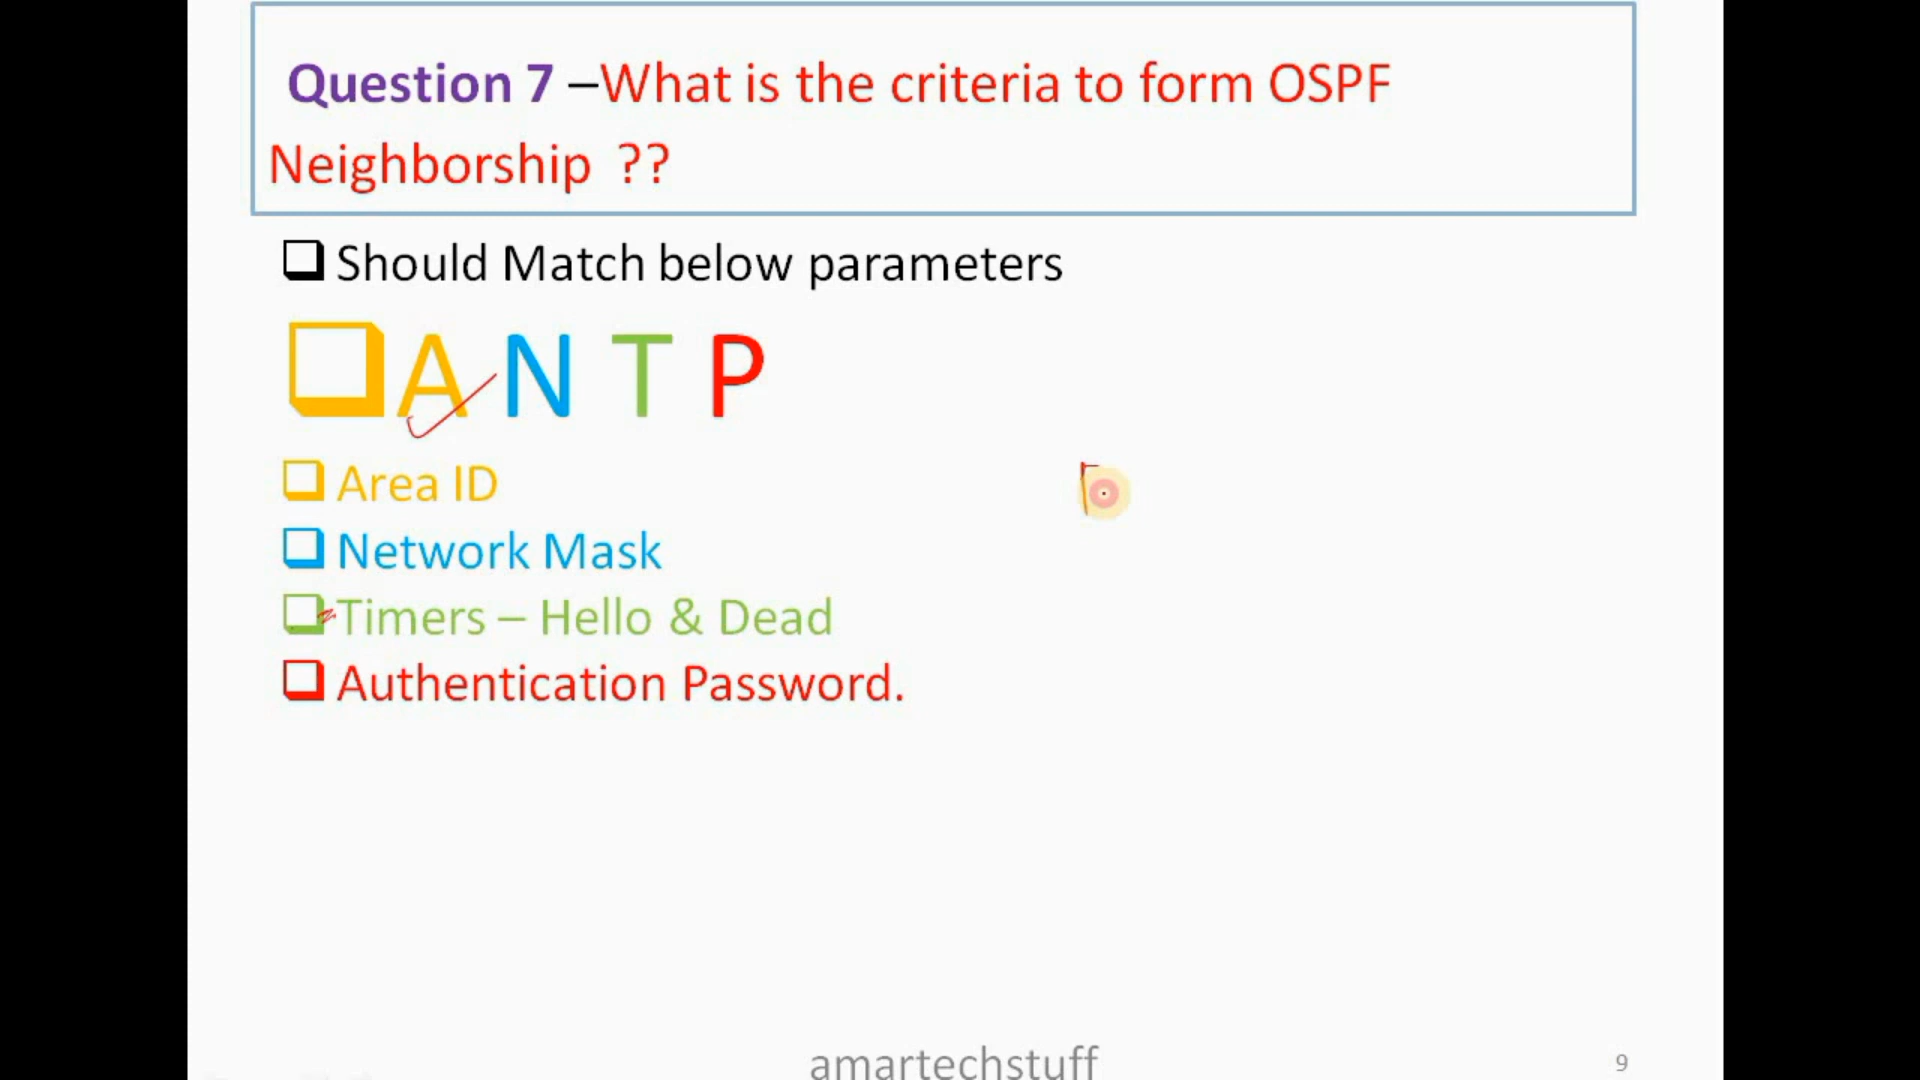 Question 7 –What is the criteria to form OSPF
Neighborship ??
Should Match below parameters
A N T P
Area ID
Network Mask
Timers – Hello & Dead
Authentication Password.
amartechstuff
9